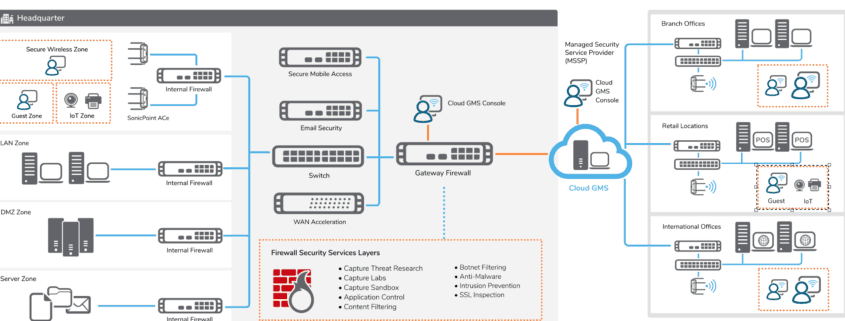 Headquarter
Secure Wireless Zone
Guest Zone
IoT Zone
SonicPoint ACe
Internal Firewall
LAN Zone
Internal Firewall
DMZ Zone
Internal Firewall
Server Zone
Internal Firewall
Secure Mobile Access
Email Security
Switch
WAN Acceleration
Cloud GMS Console
Gateway Firewall
Firewall Security Services Layers
• Capture Threat Research
• Capture Labs
• Capture Sandbox
• Application Control
• Content Filtering
• Botnet Filtering
• Anti-Malware
• Intrusion Prevention
• SSL Inspection
Managed Security
Service Provider
(MSSP)
Cloud
GMS
Console
Cloud GMS
Branch Offices
Retail Locations
POS
POS
Guest
IoT
International Offices